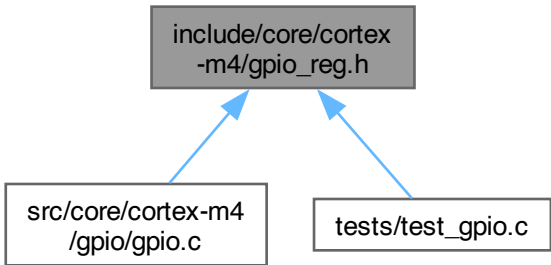 include/core/cortex
-m4/gpio_reg.h
src/core/cortex-m4
/gpio/gpio.c
tests/test_gpio.c